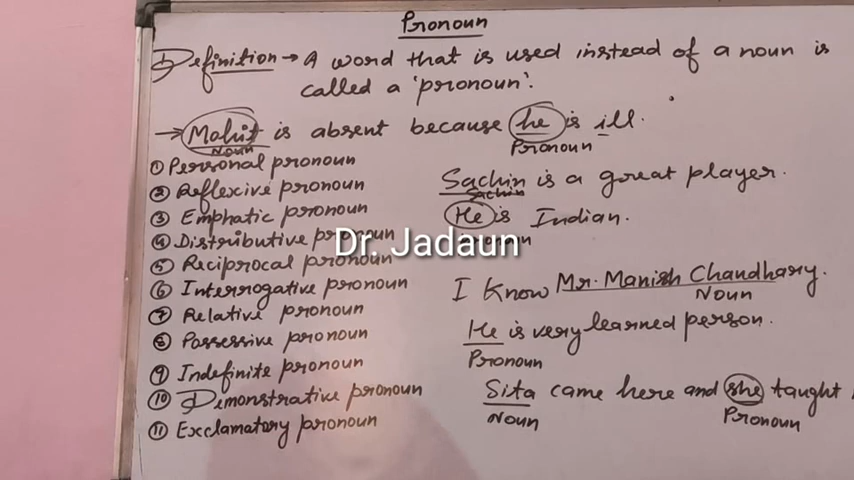 Pronoun
Definition → A word that is used instead of a noun is
called a 'pronoun'.
→ Mohit is absent because he is ill.
Noun Pronoun
① Personal pronoun
② Reflexive pronoun
③ Emphatic pronoun
④ Distributive pronoun
⑤ Reciprocal pronoun
⑥ Interrogative pronoun
⑦ Relative pronoun
⑧ Possessive pronoun
⑨ Indefinite pronoun
⑩ Demonstrative pronoun
⑪ Exclamatory pronoun
Sachin is a great player.
Sachin
He is Indian.
Dr. Jadaun
I know Mr. Manish Chandhary.
Noun
He is very learned person.
Pronoun
Sita came here and she taught
Noun Pronoun